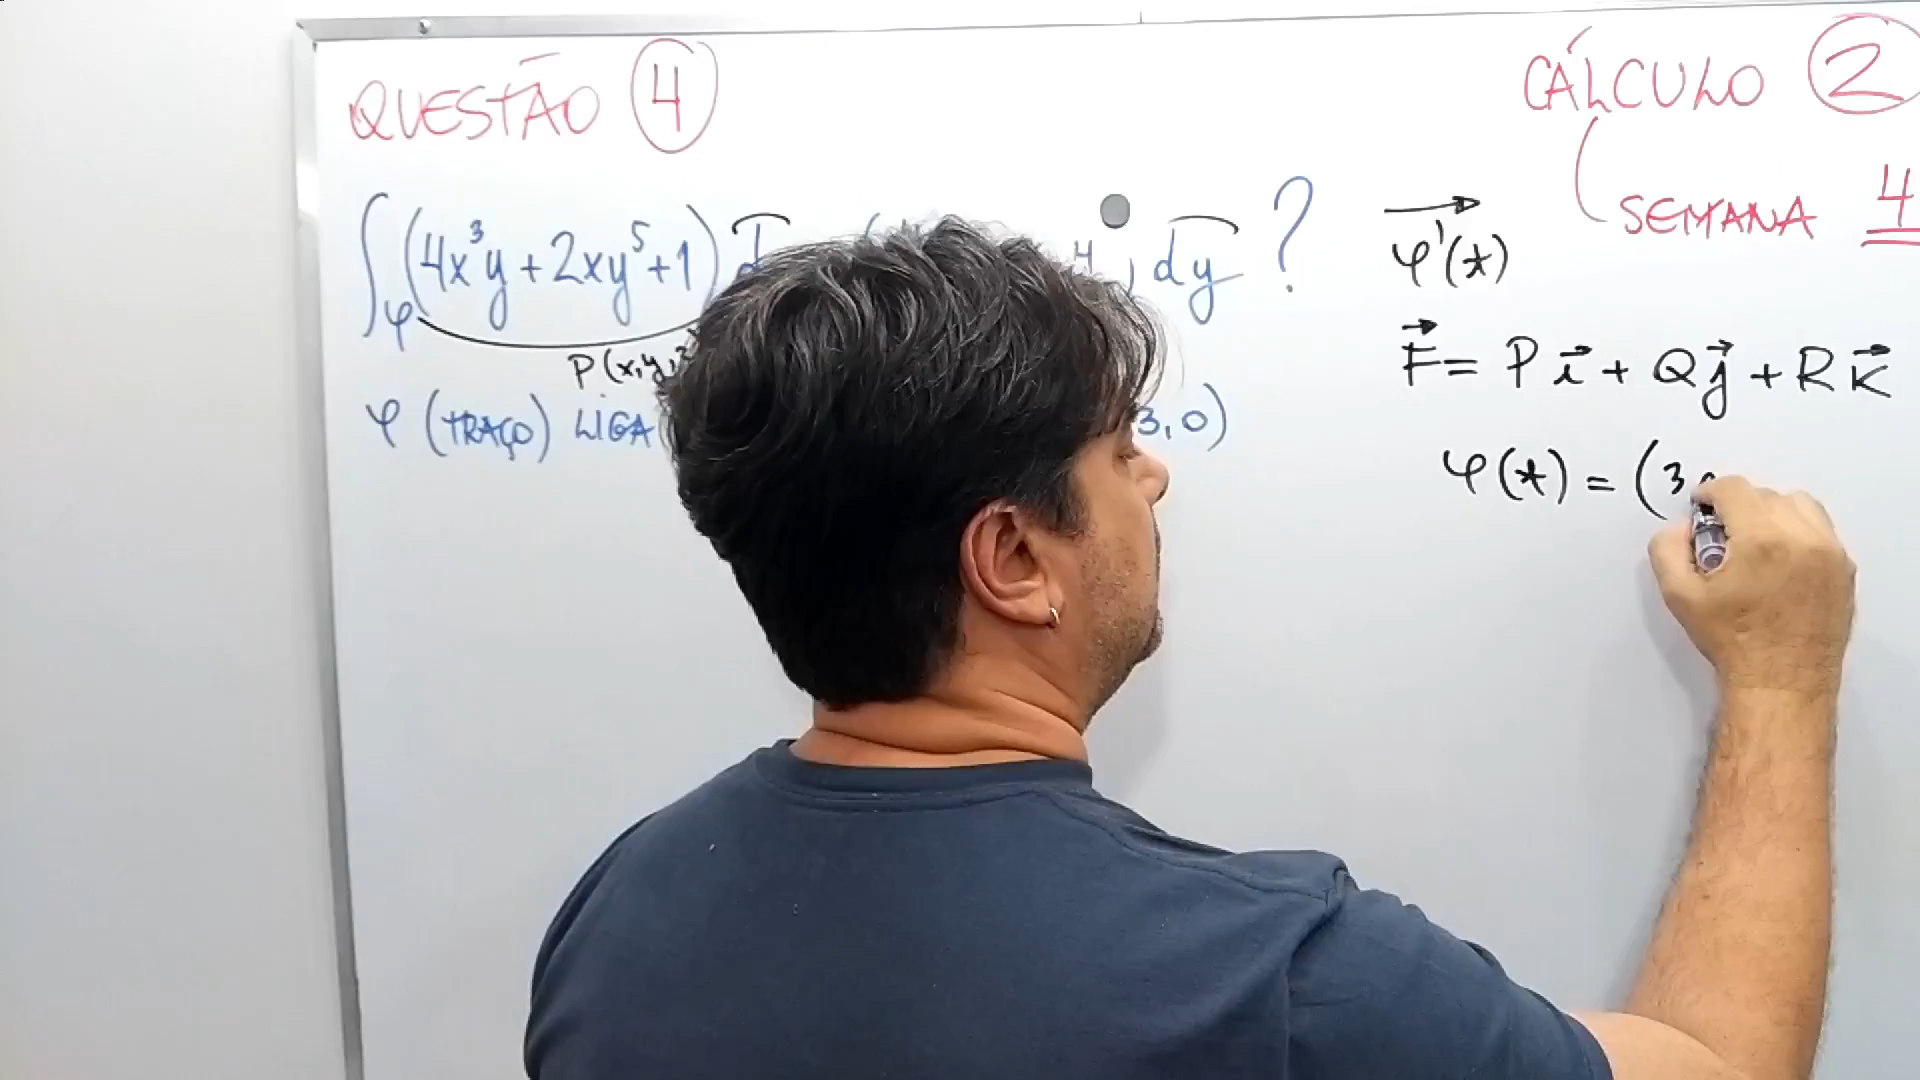 QUESTÃO 4
CÁLCULO 2
SEMANA 4
∫φ (4x³y + 2xy⁵ + 1) dy ?
φ'(t)
P(x,y,
F = P i + Q j + R k
φ (TRAÇO) LIGA 3,0)
φ(t) = (3